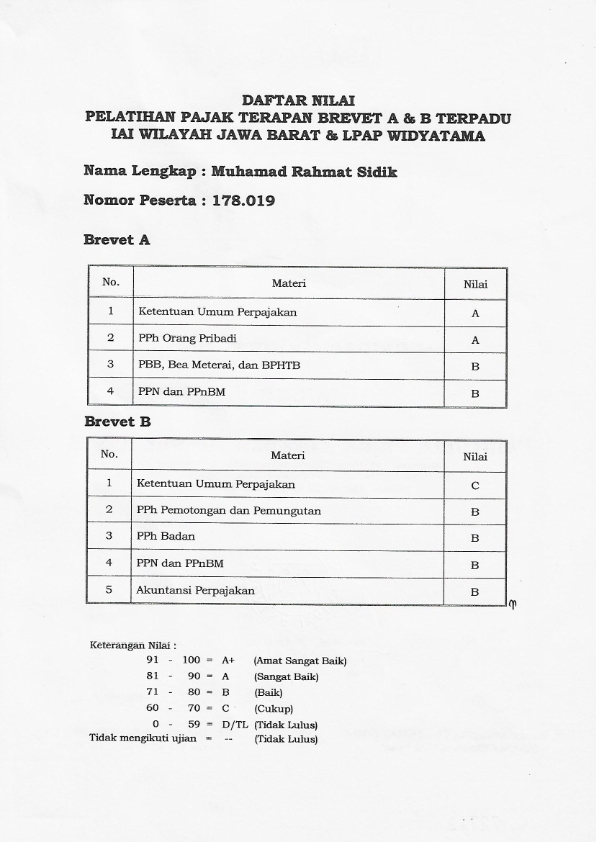 DAFTAR NILAI
PELATIHAN PAJAK TERAPAN BREVET A & B TERPADU
IAI WILAYAH JAWA BARAT & LPAP WIDYATAMA
Nama Lengkap : Muhamad Rahmat Sidik
Nomor Peserta : 178.019
Brevet A
No. Materi Nilai
1 Ketentuan Umum Perpajakan A
2 PPh Orang Pribadi A
3 PBB, Bea Meterai, dan BPHTB B
4 PPN dan PPnBM B
Brevet B
No. Materi Nilai
1 Ketentuan Umum Perpajakan C
2 PPh Pemotongan dan Pemungutan B
3 PPh Badan B
4 PPN dan PPnBM B
5 Akuntansi Perpajakan B
Keterangan Nilai :
91 - 100 = A+ (Amat Sangat Baik)
81 - 90 = A (Sangat Baik)
71 - 80 = B (Baik)
60 - 70 = C (Cukup)
0 - 59 = D/TL (Tidak Lulus)
Tidak mengikuti ujian = -- (Tidak Lulus)